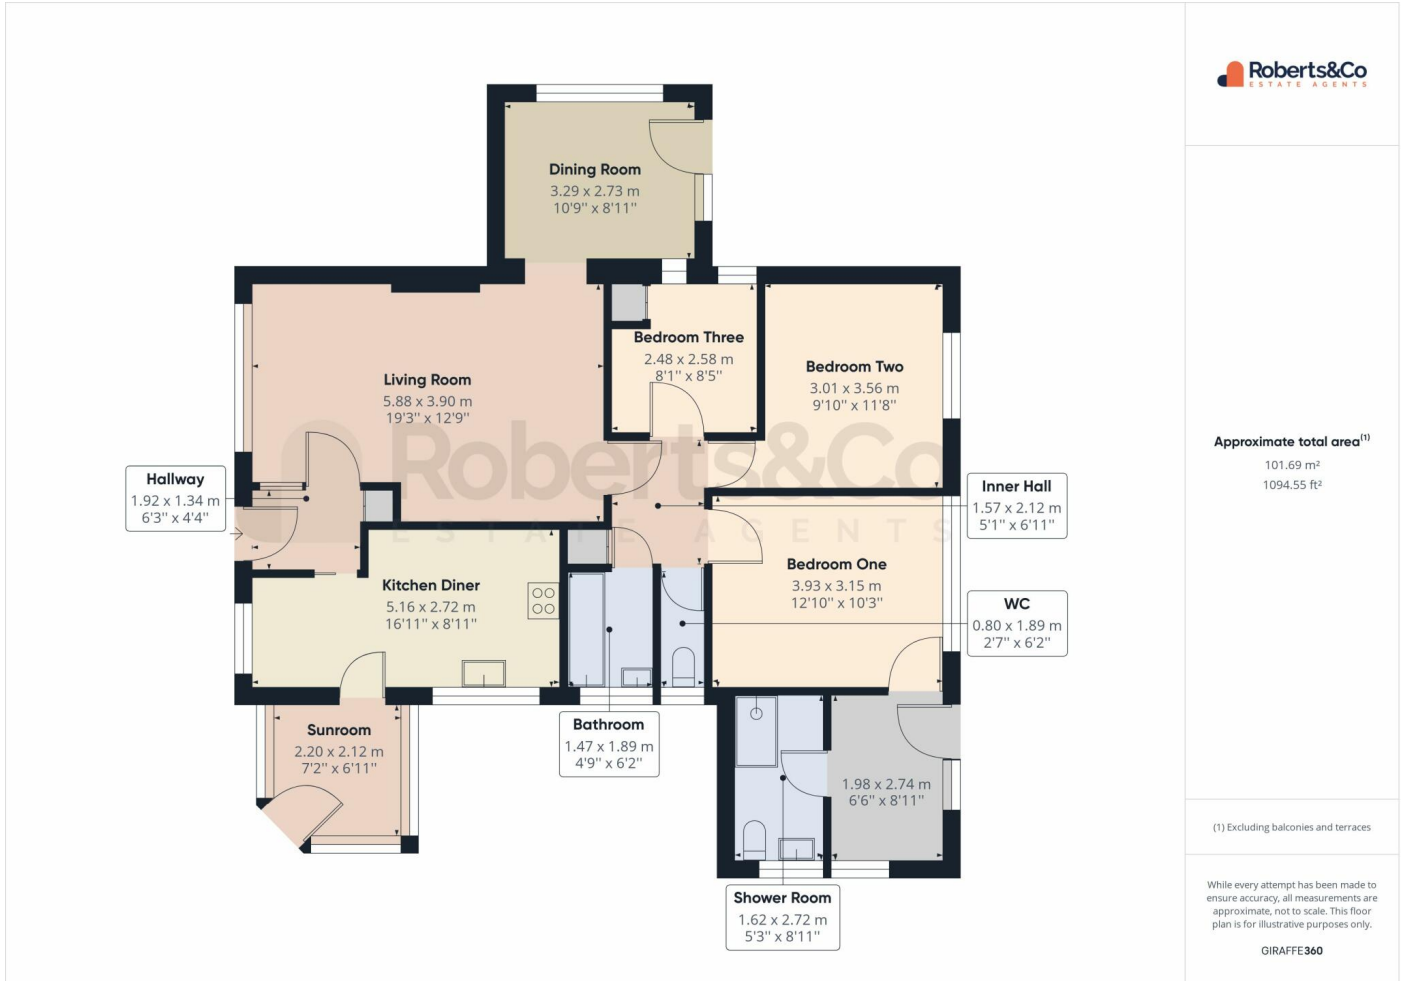 Roberts&Co
ESTATE AGENTS
Dining Room
3.29 x 2.73 m
10'9'' x 8'11''
Bedroom Three
2.48 x 2.58 m
8'1'' x 8'5''
Bedroom Two
3.01 x 3.56 m
9'10'' x 11'8''
Living Room
5.88 x 3.90 m
19'3'' x 12'9''
Roberts&Co
ESTATE AGENTS
Hallway
1.92 x 1.34 m
6'3'' x 4'4''
Inner Hall
1.57 x 2.12 m
5'1'' x 6'11''
Bedroom One
3.93 x 3.15 m
12'10'' x 10'3''
Kitchen Diner
5.16 x 2.72 m
16'11'' x 8'11''
WC
0.80 x 1.89 m
2'7'' x 6'2''
Sunroom
2.20 x 2.12 m
7'2'' x 6'11''
Bathroom
1.47 x 1.89 m
4'9'' x 6'2''
1.98 x 2.74 m
6'6'' x 8'11''
Shower Room
1.62 x 2.72 m
5'3'' x 8'11''
Approximate total area(1)
101.69 m²
1094.55 ft²
(1) Excluding balconies and terraces
While every attempt has been made to
ensure accuracy, all measurements are
approximate, not to scale. This floor
plan is for illustrative purposes only.
GIRAFFE360